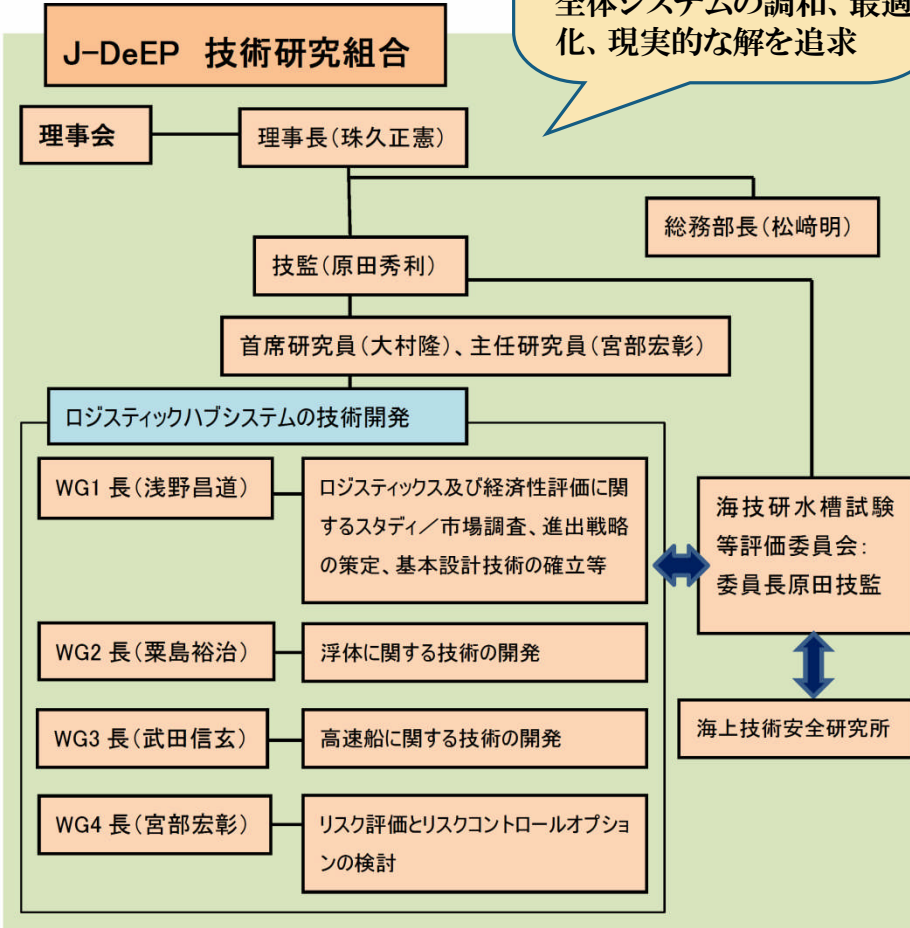 全体システムの調和、最適
化、現実的な解を追求
J-DeEP 技術研究組合
理事会
理事長(珠久正憲)
総務部長(松﨑明)
技監(原田秀利)
首席研究員(大村隆)、主任研究員(宮部宏彰)
ロジスティックハブシステムの技術開発
WG1 長(浅野昌道)
ロジスティックス及び経済性評価に関
するスタディ/市場調査、進出戦略
の策定、基本設計技術の確立等
海技研水槽試験
等評価委員会:
委員長原田技監
WG2 長(粟島裕治)
浮体に関する技術の開発
WG3 長(武田信玄)
高速船に関する技術の開発
海上技術安全研究所
WG4 長(宮部宏彰)
リスク評価とリスクコントロールオプショ
ンの検討